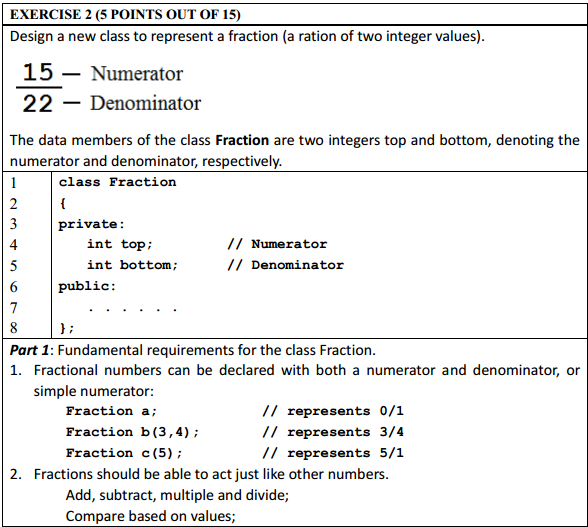 EXERCISE 2 (5 POINTS OUT OF 15)
Design a new class to represent a fraction (a ration of two integer values).
15 — Numerator
22 — Denominator
The data members of the class Fraction are two integers top and bottom, denoting the
numerator and denominator, respectively.
1 class Fraction
2 {
3 private:
4 int top; // Numerator
5 int bottom; // Denominator
6 public:
7 . . . . . .
8 };
Part 1: Fundamental requirements for the class Fraction.
1. Fractional numbers can be declared with both a numerator and denominator, or
simple numerator:
Fraction a; // represents 0/1
Fraction b(3,4); // represents 3/4
Fraction c(5); // represents 5/1
2. Fractions should be able to act just like other numbers.
Add, subtract, multiple and divide;
Compare based on values;